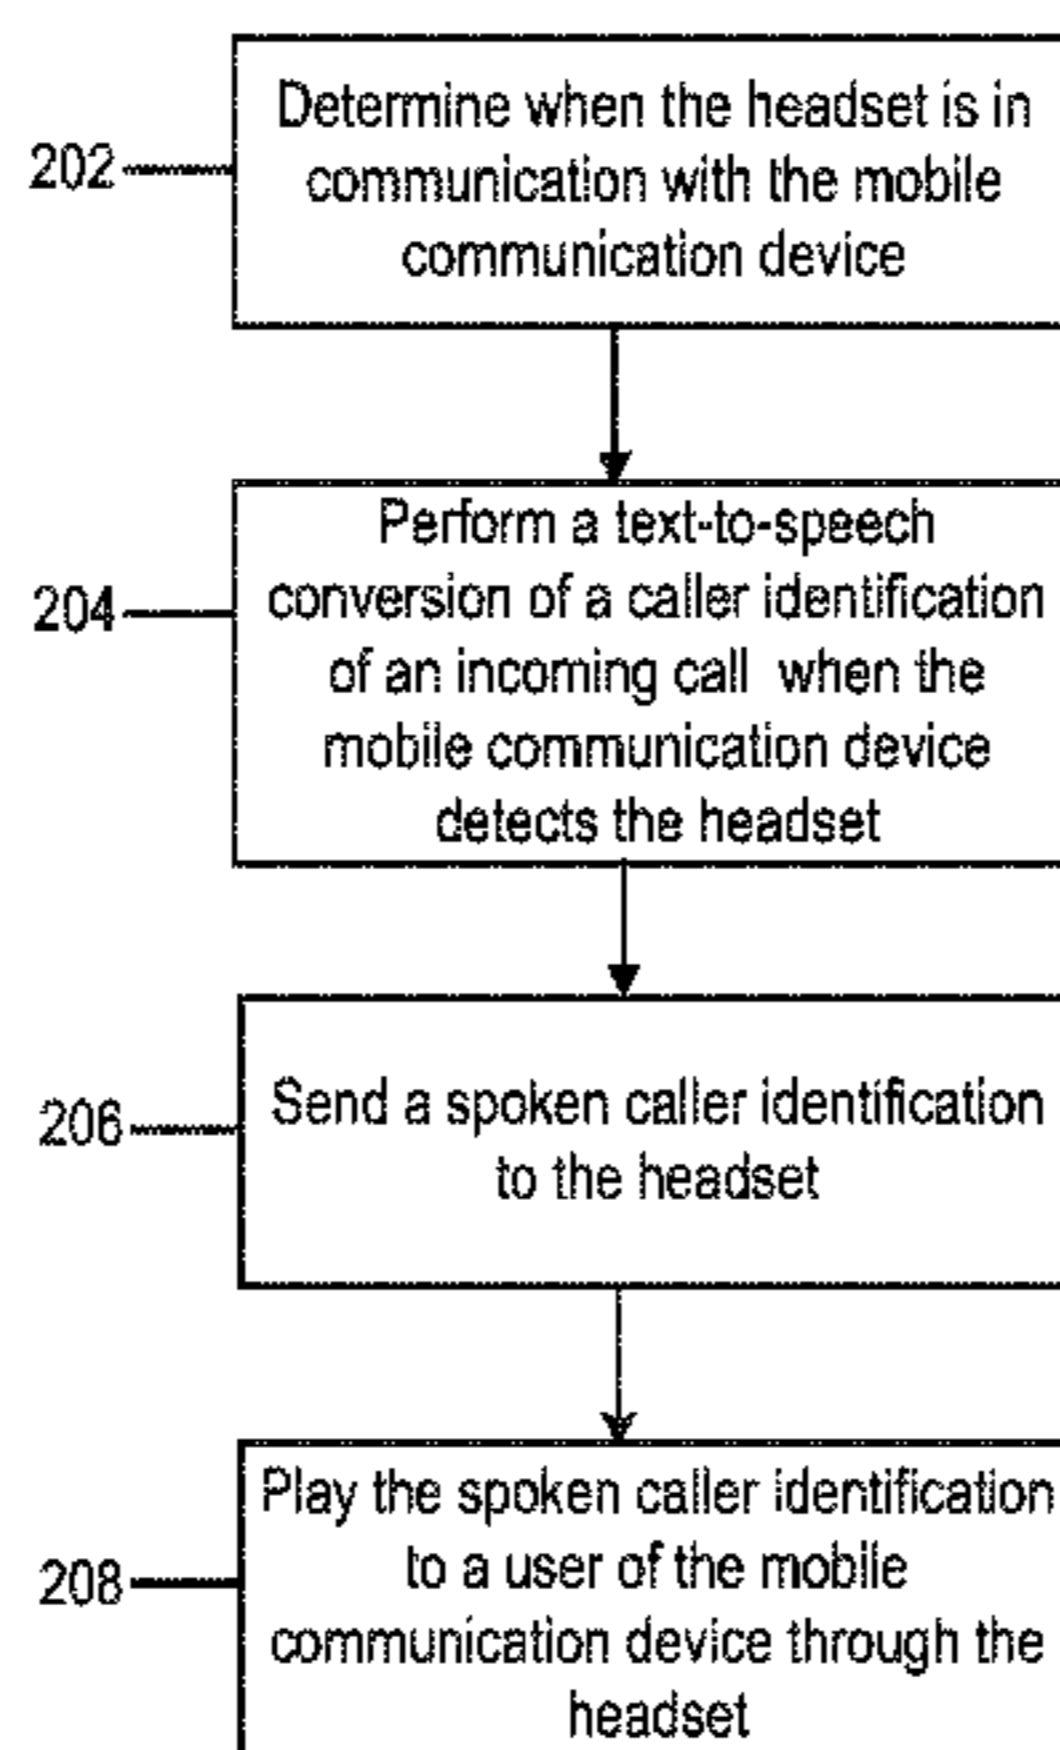 Determine when the headset is in
202
communication with the mobile
communication device
Perform a text-to-speech
conversion of a caller identification
204
of an incoming call when the
mobile communication device
detects the headset
Send a spoken caller identification
206
to the headset
Play the spoken caller identification
to a user of the mobile
208
communication device through the
headset